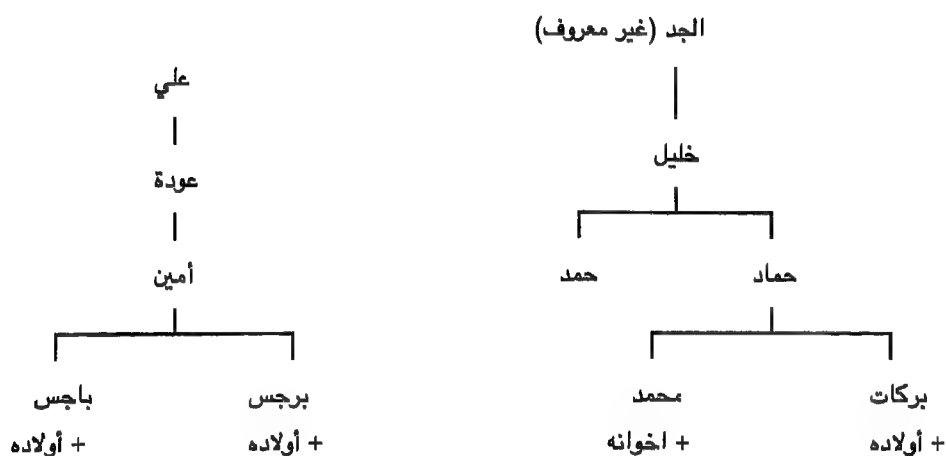 الجد (غير معروف)
خليل
حماد
حمد
بركات
+ أولاده
محمد
+ اخوانه
علي
عودة
أمين
برجس
+ أولاده
باجس
+ أولاده